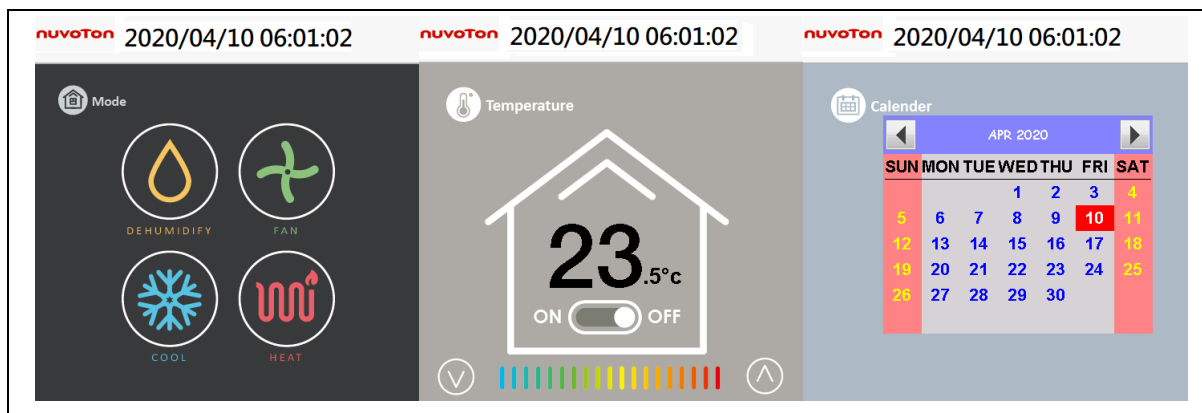 nuvoTon 2020/04/10 06:01:02
Mode
DEHUMIDIFY FAN
COOL HEAT
nuvoTon 2020/04/10 06:01:02
Temperature
23.5°c
ON OFF
nuvoTon 2020/04/10 06:01:02
Calender
APR 2020
SUN MON TUE WED THU FRI SAT
1 2 3 4
5 6 7 8 9 10 11
12 13 14 15 16 17 18
19 20 21 22 23 24 25
26 27 28 29 30